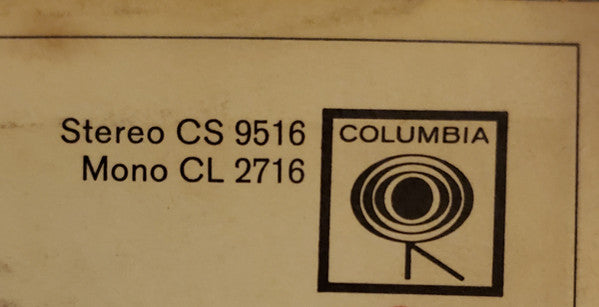 Stereo CS 9516
Mono CL 2716
COLUMBIA